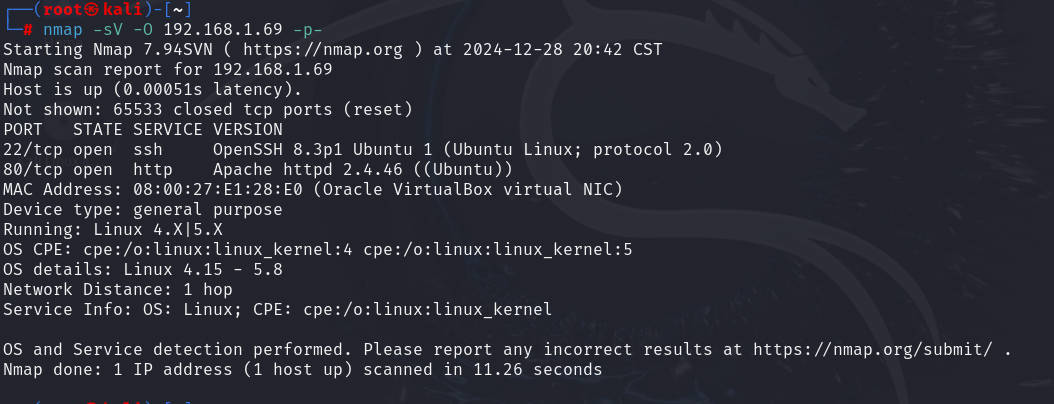 ┌──(root㉿kali)-[~]
└─# nmap -sV -O 192.168.1.69 -p-
Starting Nmap 7.94SVN ( https://nmap.org ) at 2024-12-28 20:42 CST
Nmap scan report for 192.168.1.69
Host is up (0.00051s latency).
Not shown: 65533 closed tcp ports (reset)
PORT   STATE SERVICE VERSION
22/tcp open  ssh     OpenSSH 8.3p1 Ubuntu 1 (Ubuntu Linux; protocol 2.0)
80/tcp open  http    Apache httpd 2.4.46 ((Ubuntu))
MAC Address: 08:00:27:E1:28:E0 (Oracle VirtualBox virtual NIC)
Device type: general purpose
Running: Linux 4.X|5.X
OS CPE: cpe:/o:linux:linux_kernel:4 cpe:/o:linux:linux_kernel:5
OS details: Linux 4.15 - 5.8
Network Distance: 1 hop
Service Info: OS: Linux; CPE: cpe:/o:linux:linux_kernel

OS and Service detection performed. Please report any incorrect results at https://nmap.org/submit/ .
Nmap done: 1 IP address (1 host up) scanned in 11.26 seconds